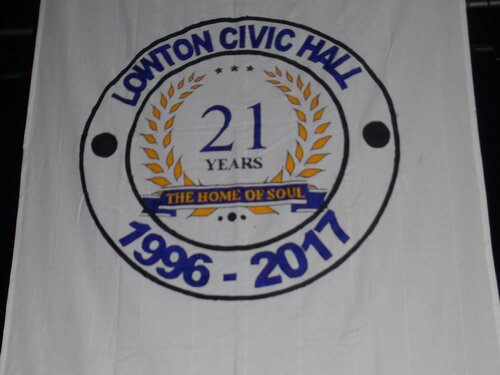 LOWTON CIVIC HALL
21
YEARS
THE HOME OF SOUL
1996 - 2017